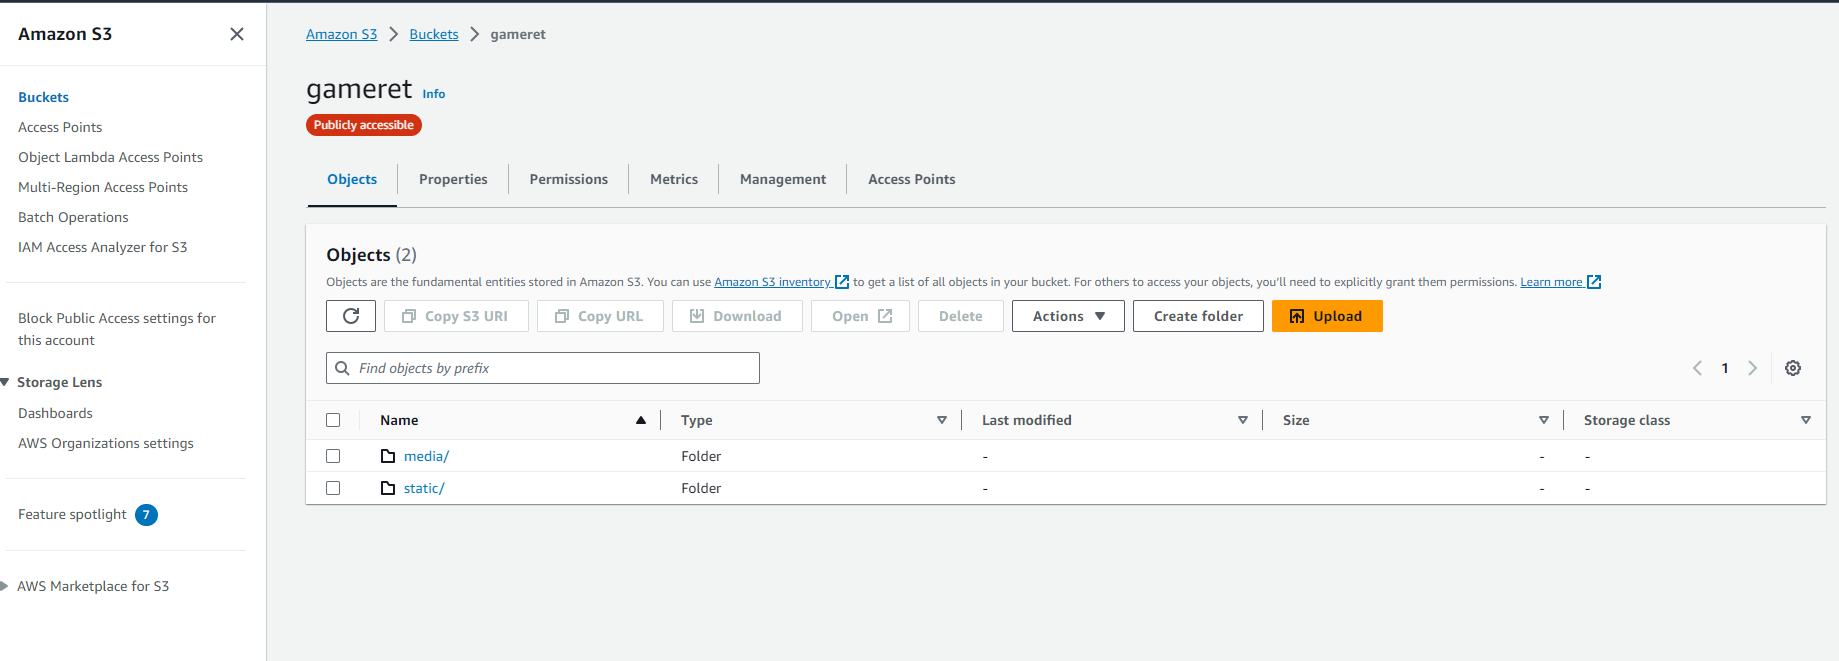 Amazon S3
Buckets
Access Points
Object Lambda Access Points
Multi-Region Access Points
Batch Operations
IAM Access Analyzer for S3
Block Public Access settings for
this account
Storage Lens
Dashboards
AWS Organizations settings
Feature spotlight 7
AWS Marketplace for S3
Amazon S3 Buckets gameret
gameret Info
Publicly accessible
Objects Properties Permissions Metrics Management Access Points
Objects (2)
Objects are the fundamental entities stored in Amazon S3. You can use Amazon S3 inventory to get a list of all objects in your bucket. For others to access your objects, you'll need to explicitly grant them permissions. Learn more
Copy S3 URI Copy URL Download Open Delete Actions Create folder Upload
Find objects by prefix 1
Name Type Last modified Size Storage class
media/ Folder - - -
static/ Folder - - -